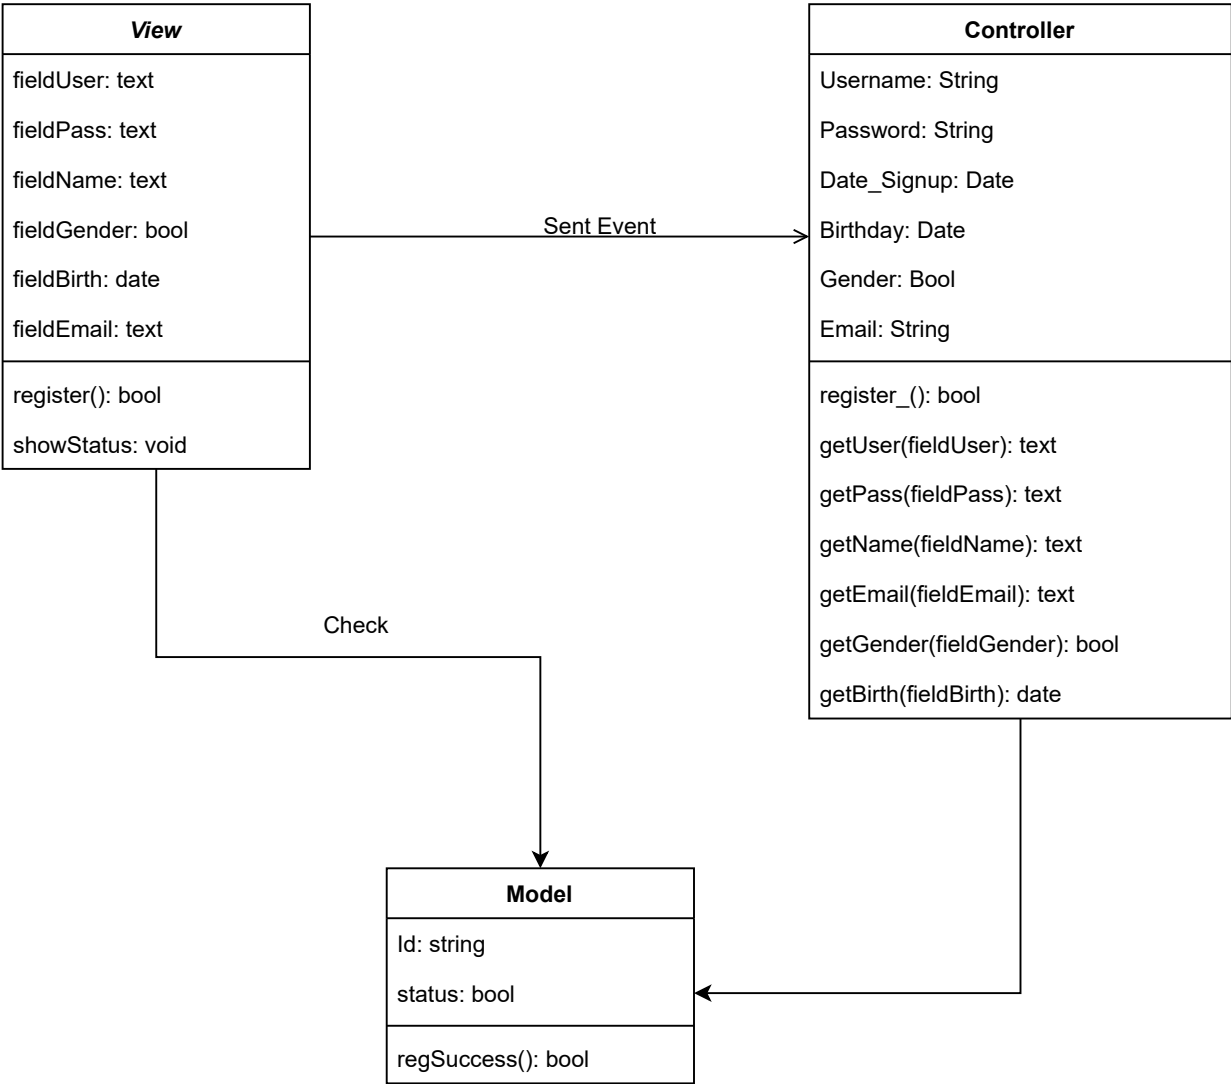 View
fieldUser: text
fieldPass: text
fieldName: text
fieldGender: bool
fieldBirth: date
fieldEmail: text
register(): bool
showStatus: void
Sent Event
Controller
Username: String
Password: String
Date_Signup: Date
Birthday: Date
Gender: Bool
Email: String
register_(): bool
getUser(fieldUser): text
getPass(fieldPass): text
getName(fieldName): text
getEmail(fieldEmail): text
getGender(fieldGender): bool
getBirth(fieldBirth): date
Check
Model
Id: string
status: bool
regSuccess(): bool